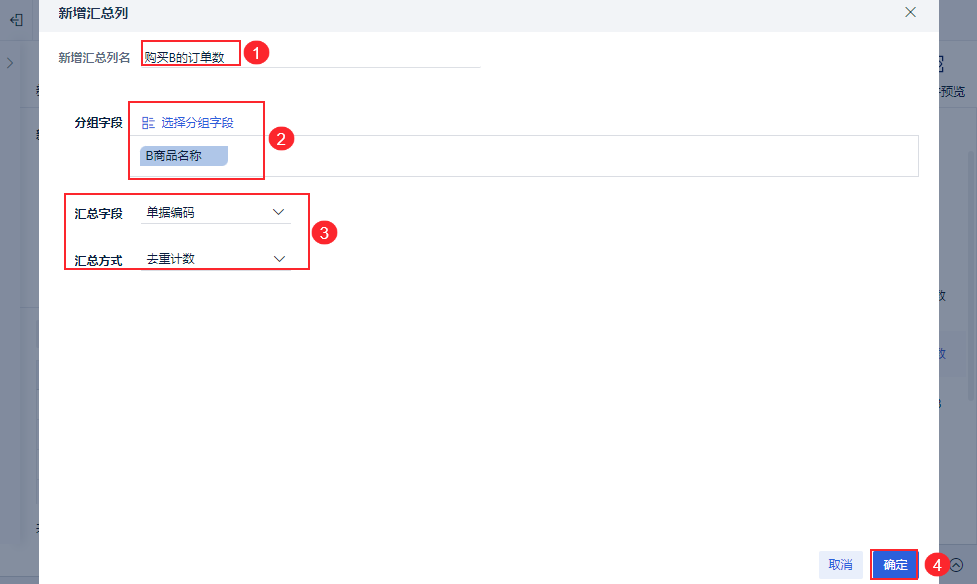 新增汇总列
新增汇总列名 购买B的订单数 1
预览
分组字段 选择分组字段 2
B商品名称
汇总字段 单据编码
3
汇总方式 去重计数
数
数
取消 确定 4